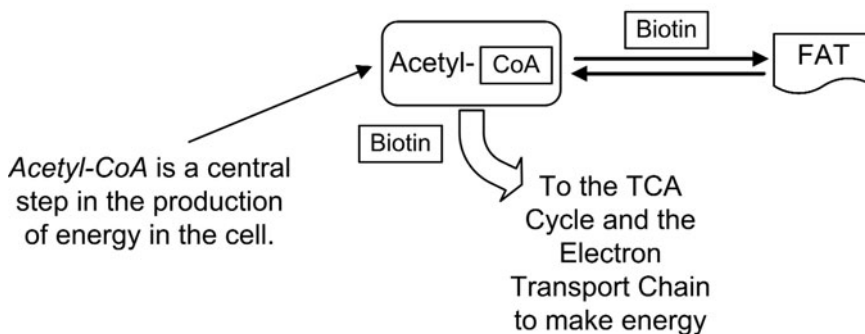 Biotin
Acetyl- CoA
FAT
Biotin
Acetyl-CoA is a central
step in the production
of energy in the cell.
To the TCA
Cycle and the
Electron
Transport Chain
to make energy